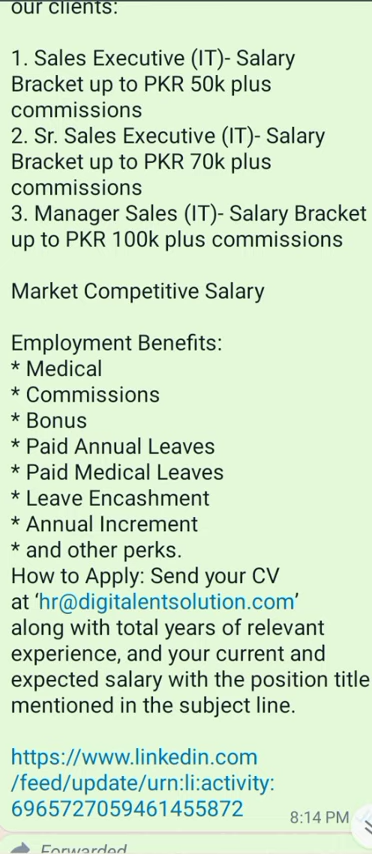 our clients:
1. Sales Executive (IT)- Salary
Bracket up to PKR 50k plus
commissions
2. Sr. Sales Executive (IT)- Salary
Bracket up to PKR 70k plus
commissions
3. Manager Sales (IT)- Salary Bracket
up to PKR 100k plus commissions
Market Competitive Salary
Employment Benefits:
* Medical
* Commissions
* Bonus
* Paid Annual Leaves
* Paid Medical Leaves
* Leave Encashment
* Annual Increment
* and other perks.
How to Apply: Send your CV
at ‘hr@digitalentsolution.com’
along with total years of relevant
experience, and your current and
expected salary with the position title
mentioned in the subject line.
https://www.linkedin.com
/feed/update/urn:li:activity:
6965727059461455872
8:14 PM
Forwarded